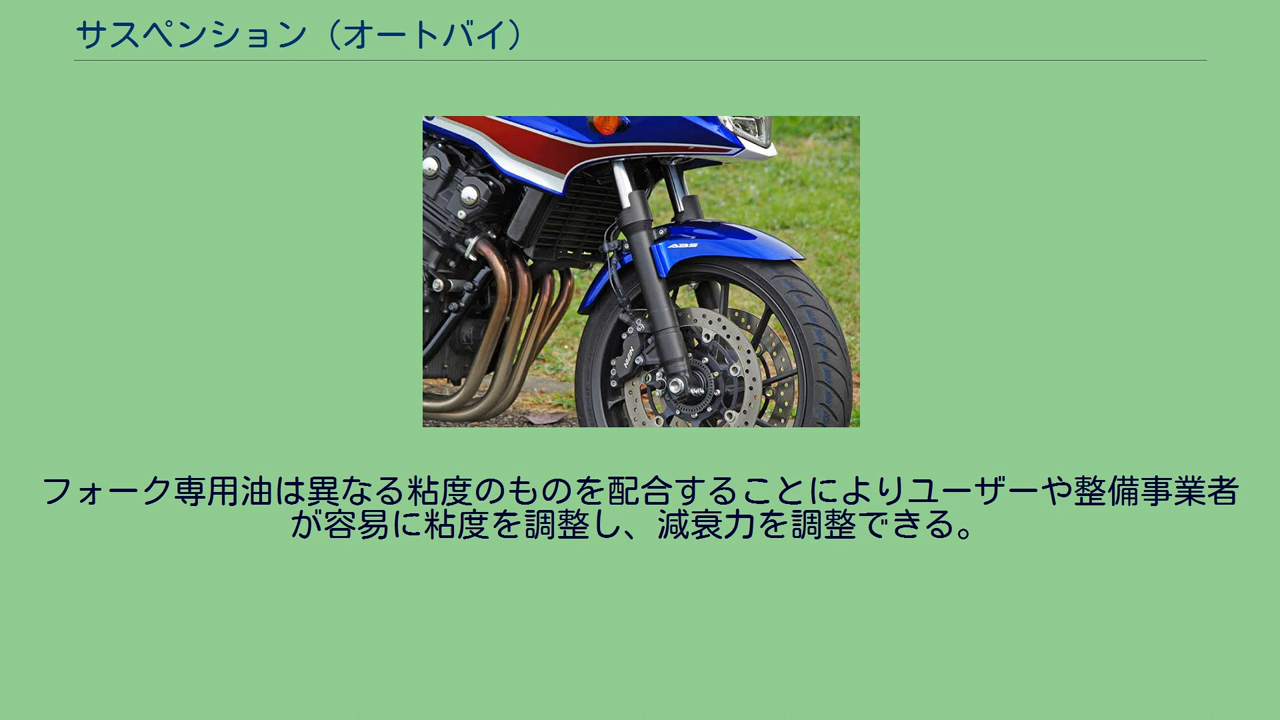 サスペンション（オートバイ）
ABS
NISSIN
フォーク専用油は異なる粘度のものを配合することによりユーザーや整備事業者
が容易に粘度を調整し、減衰力を調整できる。